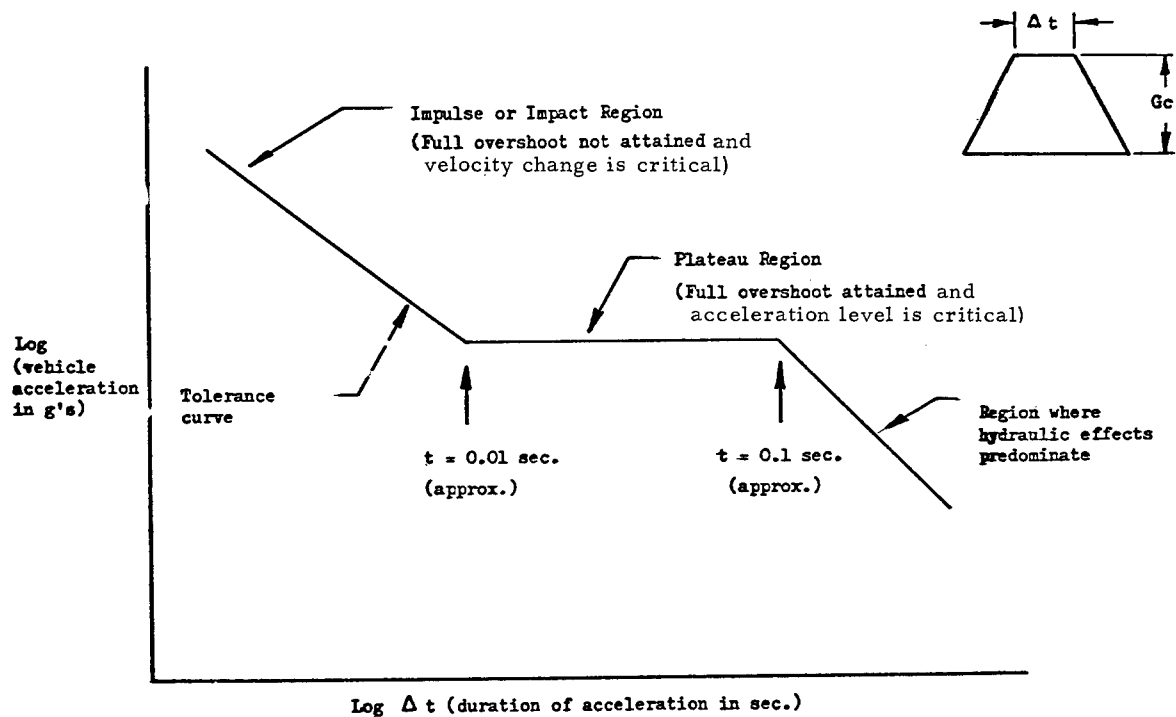 Δ t
Gc
Impulse or Impact Region
(Full overshoot not attained and
velocity change is critical)
Plateau Region
(Full overshoot attained and
acceleration level is critical)
Log
(vehicle
acceleration
in g's)
Tolerance
curve
t = 0.01 sec.
(approx.)
t = 0.1 sec.
(approx.)
Region where
hydraulic effects
predominate
Log Δ t (duration of acceleration in sec.)